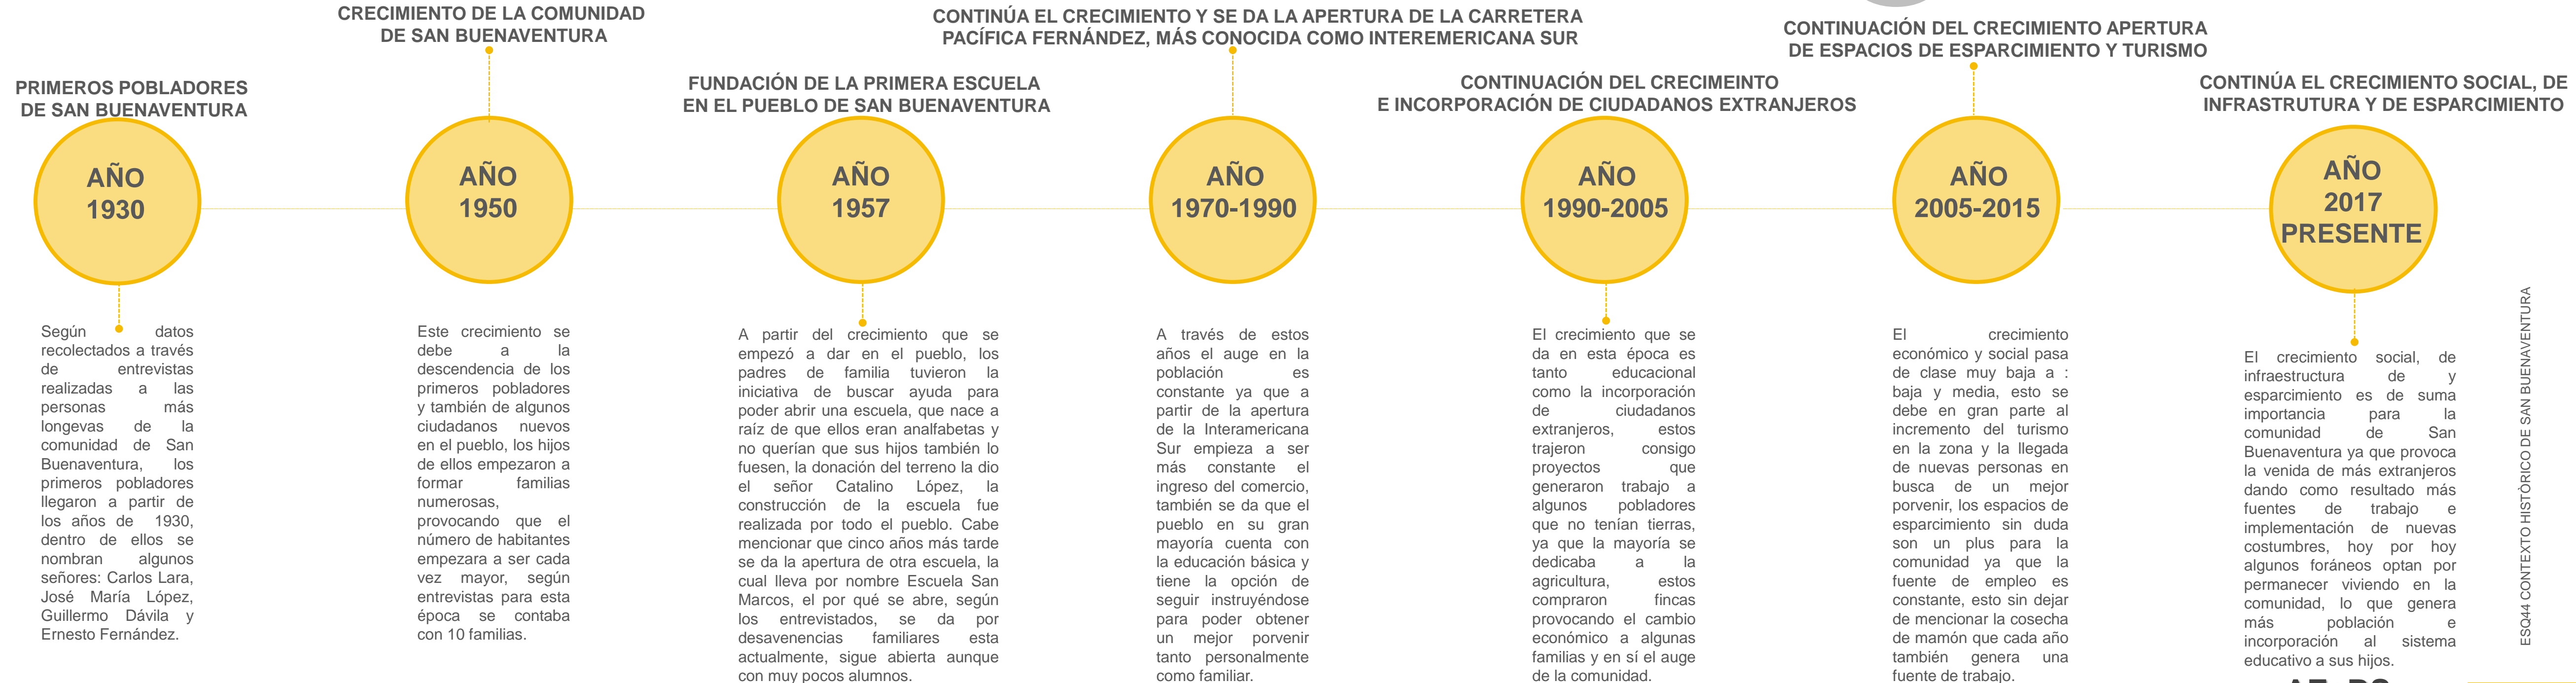 PRIMEROS POBLADORES
DE SAN BUENAVENTURA
AÑO
1930
Según datos
recolectados a través
de entrevistas
realizadas a las
personas más
longevas de la
comunidad de San
Buenaventura, los
primeros pobladores
llegaron a partir de
los años de 1930,
dentro de ellos se
nombran algunos
señores: Carlos Lara,
José María López,
Guillermo Dávila y
Ernesto Fernández.
CRECIMIENTO DE LA COMUNIDAD
DE SAN BUENAVENTURA
AÑO
1950
Este crecimiento se
debe a la
descendencia de los
primeros pobladores
y también de algunos
ciudadanos nuevos
en el pueblo, los hijos
de ellos empezaron a
formar familias
numerosas,
provocando que el
número de habitantes
empezara a ser cada
vez mayor, según
entrevistas para esta
época se contaba
con 10 familias.
FUNDACIÓN DE LA PRIMERA ESCUELA
EN EL PUEBLO DE SAN BUENAVENTURA
AÑO
1957
A partir del crecimiento que se
empezó a dar en el pueblo, los
padres de familia tuvieron la
iniciativa de buscar ayuda para
poder abrir una escuela, que nace a
raíz de que ellos eran analfabetas y
no querían que sus hijos también lo
fuesen, la donación del terreno la dio
el señor Catalino López, la
construcción de la escuela fue
realizada por todo el pueblo. Cabe
mencionar que cinco años más tarde
se da la apertura de otra escuela, la
cual lleva por nombre Escuela San
Marcos, el por qué se abre, según
los entrevistados, se da por
desavenencias familiares esta
actualmente, sigue abierta aunque
con muy pocos alumnos.
CONTINÚA EL CRECIMIENTO Y SE DA LA APERTURA DE LA CARRETERA
PACÍFICA FERNÁNDEZ, MÁS CONOCIDA COMO INTEREMERICANA SUR
AÑO
1970-1990
A través de estos
años el auge en la
población es
constante ya que a
partir de la apertura
de la Interamericana
Sur empieza a ser
más constante el
ingreso del comercio,
también se da que el
pueblo en su gran
mayoría cuenta con
la educación básica y
tiene la opción de
seguir instruyéndose
para poder obtener
un mejor porvenir
tanto personalmente
como familiar.
CONTINUACIÓN DEL CRECIMEINTO
E INCORPORACIÓN DE CIUDADANOS EXTRANJEROS
AÑO
1990-2005
El crecimiento que se
da en esta época es
tanto educacional
como la incorporación
de ciudadanos
extranjeros, estos
trajeron consigo
proyectos que
generaron trabajo a
algunos pobladores
que no tenían tierras,
ya que la mayoría se
dedicaba a la
agricultura, estos
compraron fincas
provocando el cambio
económico a algunas
familias y en sí el auge
de la comunidad.
CONTINUACIÓN DEL CRECIMIENTO APERTURA
DE ESPACIOS DE ESPARCIMIENTO Y TURISMO
AÑO
2005-2015
El crecimiento
económico y social pasa
de clase muy baja a :
baja y media, esto se
debe en gran parte al
incremento del turismo
en la zona y la llegada
de nuevas personas en
busca de un mejor
porvenir, los espacios de
esparcimiento sin duda
son un plus para la
comunidad ya que la
fuente de empleo es
constante, esto sin dejar
de mencionar la cosecha
de mamón que cada año
también genera una
fuente de trabajo.
CONTINÚA EL CRECIMIENTO SOCIAL, DE
INFRASTRUTURA Y DE ESPARCIMIENTO
AÑO
2017
PRESENTE
El crecimiento social, de
infraestructura de y
esparcimiento es de suma
importancia para la
comunidad de San
Buenaventura ya que provoca
la venida de más extranjeros
dando como resultado más
fuentes de trabajo e
implementación de nuevas
costumbres, hoy por hoy
algunos foráneos optan por
permanecer viviendo en la
comunidad, lo que genera
más población e
incorporación al sistema
educativo a sus hijos.
ESQ44 CONTEXTO HISTÓRICO DE SAN BUENAVENTURA